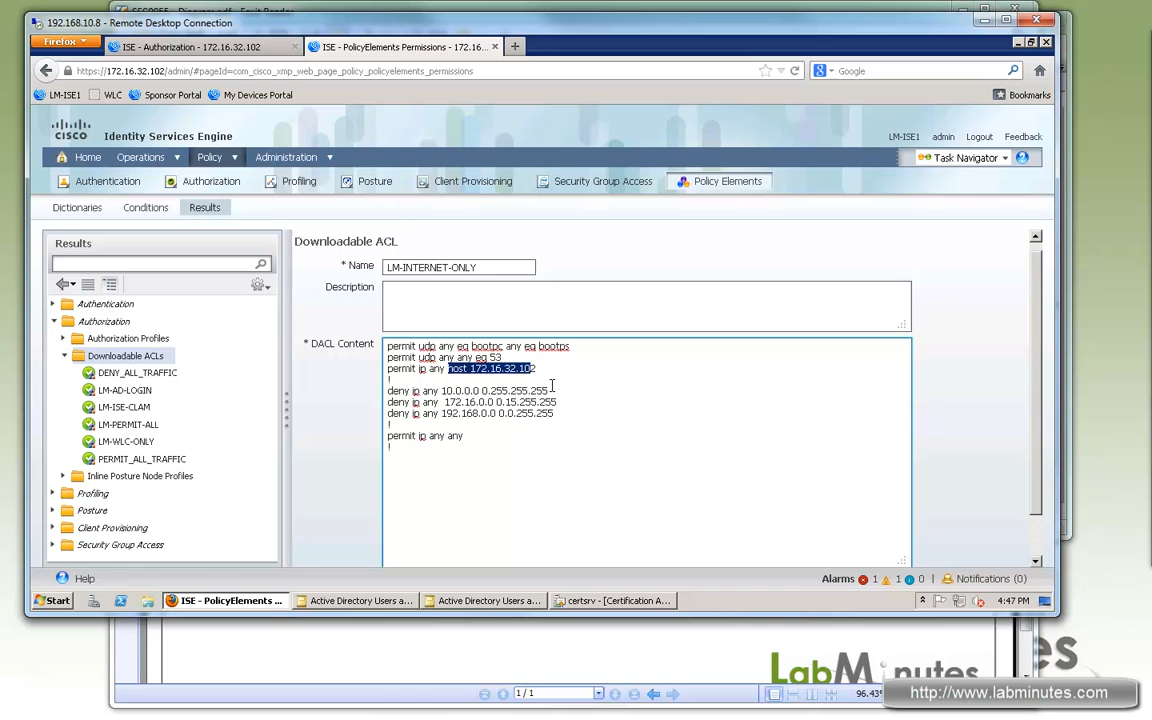 192.168.10.8 - Remote Desktop Connection
Firefox
ISE - Authorization - 172.16.32.102
ISE - PolicyElements Permissions - 172.16...
https://172.16.32.102/admin/#pageId=com_cisco_xmp_web_page_policy_policyelements_permissions
Google
LM-ISE1
WLC
Sponsor Portal
My Devices Portal
Bookmarks
CISCO
Identity Services Engine
LM-ISE1
admin
Logout
Feedback
Home
Operations
Policy
Administration
Task Navigator
Authentication
Authorization
Profiling
Posture
Client Provisioning
Security Group Access
Policy Elements
Dictionaries
Conditions
Results
Results
Authentication
Authorization
Authorization Profiles
Downloadable ACLs
DENY_ALL_TRAFFIC
LM-AD-LOGIN
LM-ISE-CLAM
LM-PERMIT-ALL
LM-WLC-ONLY
PERMIT_ALL_TRAFFIC
Inline Posture Node Profiles
Profiling
Posture
Client Provisioning
Security Group Access
Downloadable ACL
* Name
LM-INTERNET-ONLY
Description
* DACL Content
permit udp any eq bootpc any eq bootps
permit udp any any eq 53
permit ip any host 172.16.32.102
!
deny ip any 10.0.0.0 0.255.255.255
deny ip any  172.16.0.0 0.15.255.255
deny ip any 192.168.0.0 0.0.255.255
!
permit ip any any
!
Help
Alarms
1
1
0
Notifications (0)
Start
ISE - PolicyElements ...
Active Directory Users a...
Active Directory Users a...
certsrv - [Certification A...
4:47 PM
LabMinutes
1 / 1
96.43%
http://www.labminutes.com